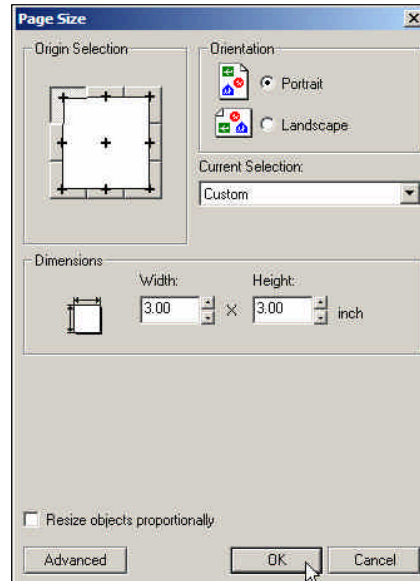 Page Size
Origin Selection
Orientation
Portrait
Landscape
Current Selection:
Custom
Dimensions
Width:
Height:
3.00
X
3.00
inch
Resize objects proportionally
Advanced
OK
Cancel